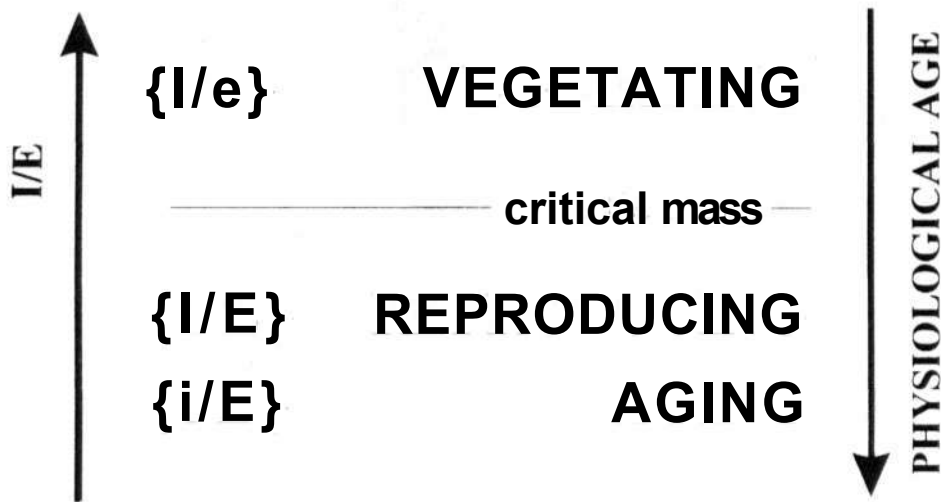 I/E
{I/e} VEGETATING
critical mass
{I/E} REPRODUCING
{i/E} AGING
PHYSIOLOGICAL AGE